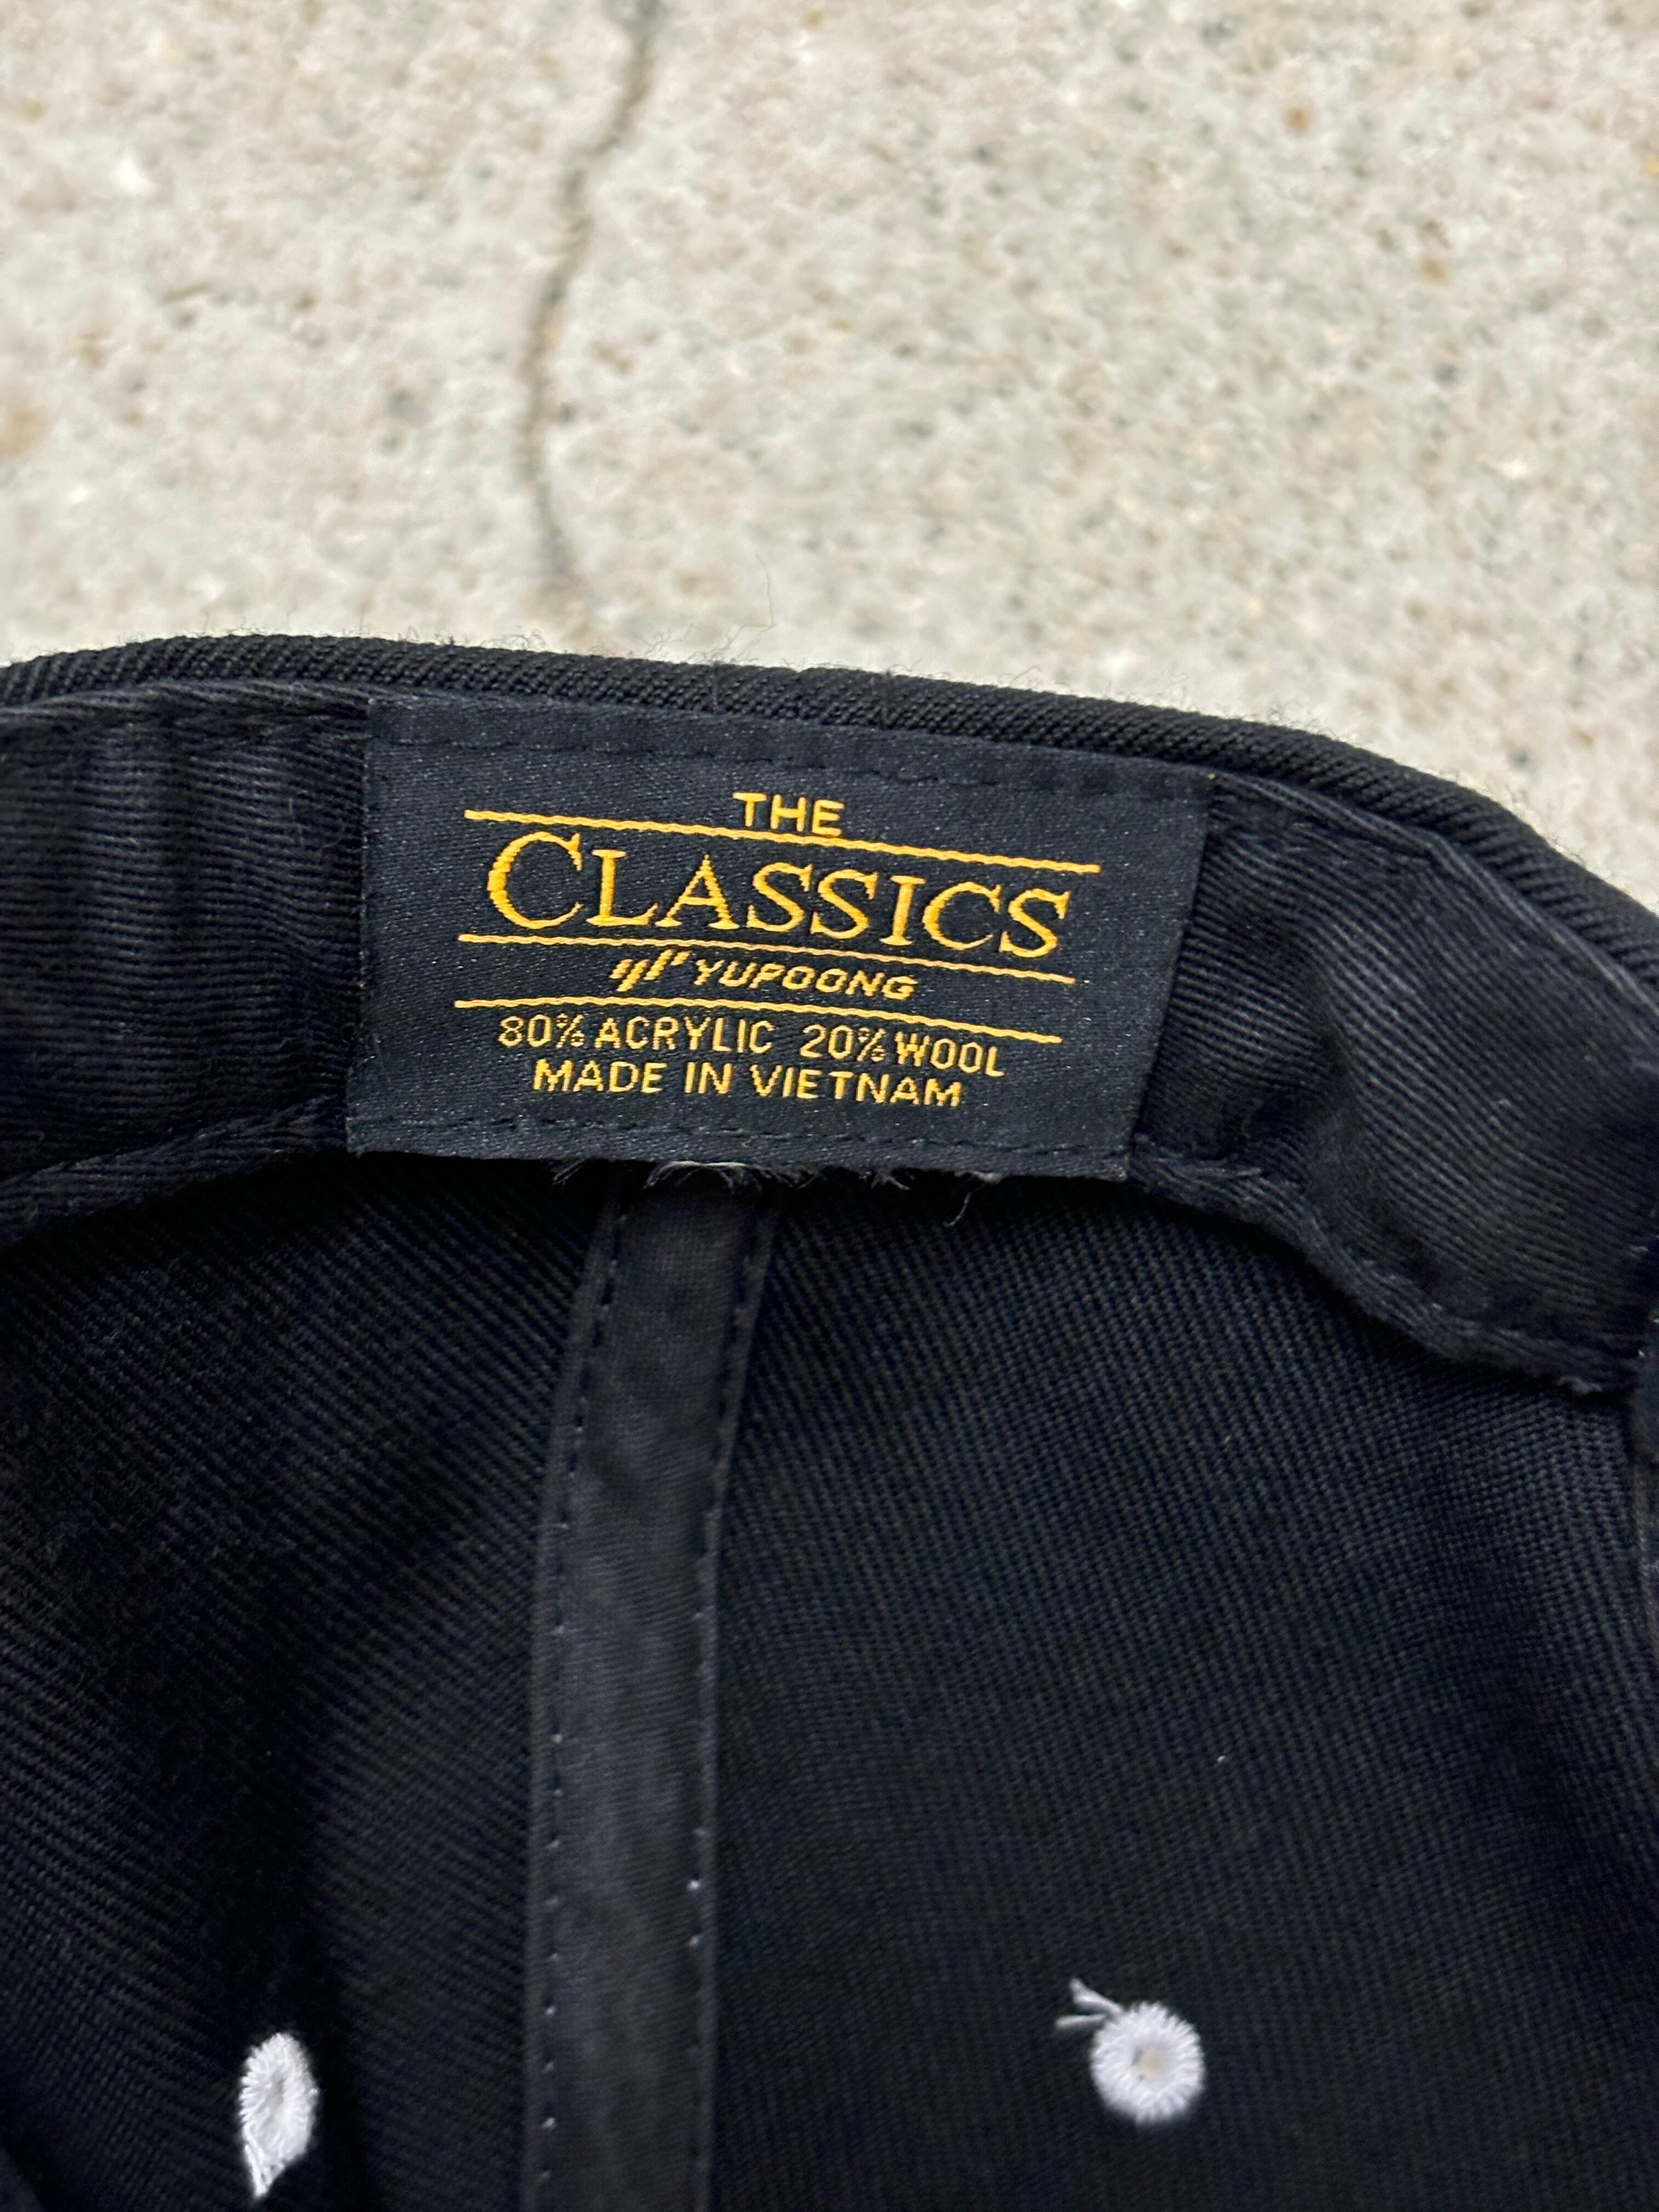 THE
CLASSICS
YUPOONG
80% ACRYLIC 20% WOOL
MADE IN VIETNAM